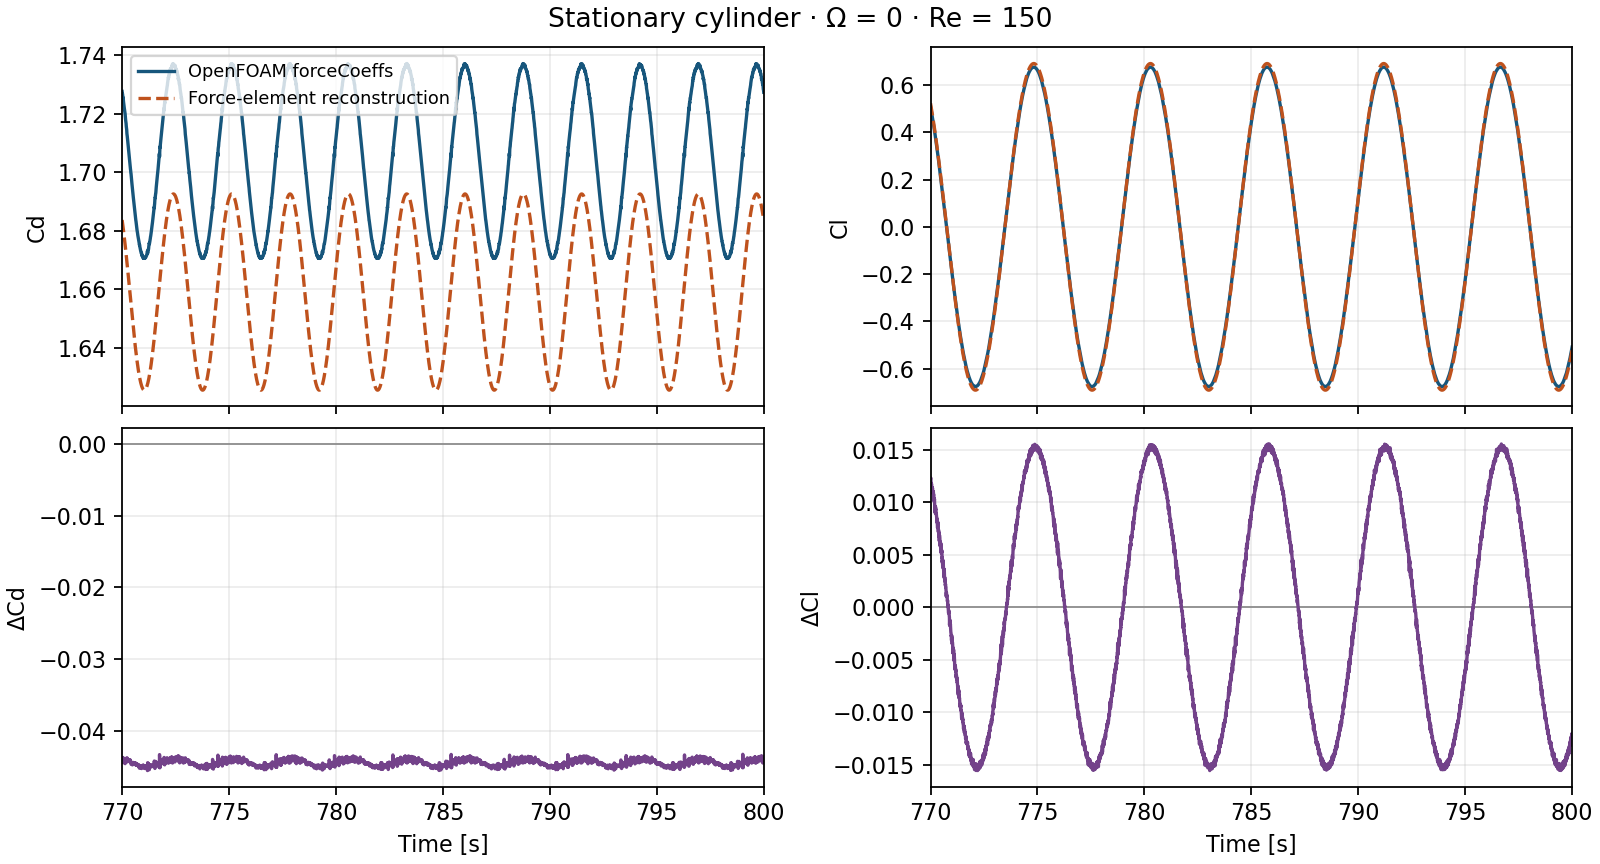 Stationary cylinder · Ω = 0 · Re = 150
OpenFOAM forceCoeffs
Force-element reconstruction
Cd
1.74
1.72
1.70
1.68
1.66
1.64
Cl
0.6
0.4
0.2
0.0
−0.2
−0.4
−0.6
ΔCd
0.00
−0.01
−0.02
−0.03
−0.04
770 775 780 785 790 795 800
Time [s]
ΔCl
0.015
0.010
0.005
0.000
−0.005
−0.010
−0.015
770 775 780 785 790 795 800
Time [s]